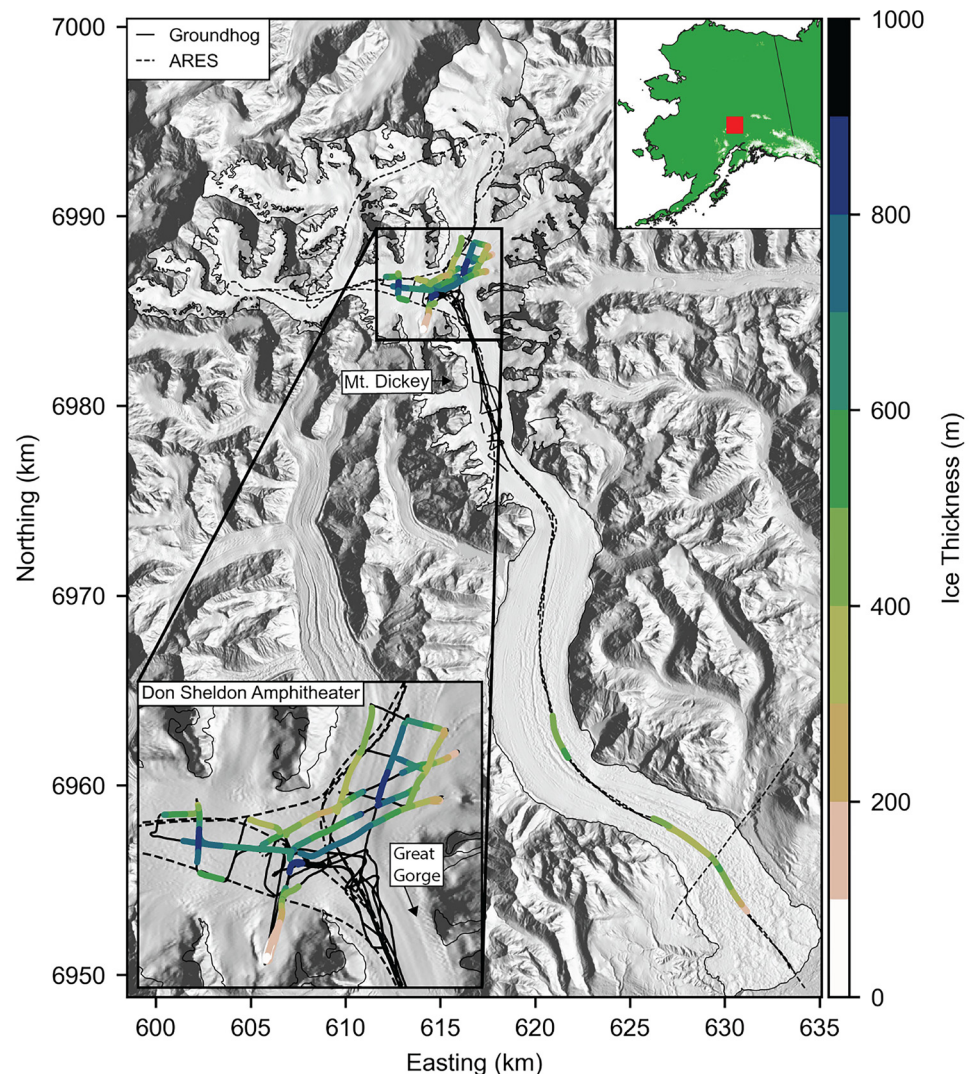 Groundhog
ARES
7000
6990
6980
6970
6960
6950
Northing (km)
600
605
610
615
620
625
630
635
Easting (km)
Mt. Dickey
Don Sheldon Amphitheater
Great
Gorge
1000
800
600
400
200
0
Ice Thickness (m)